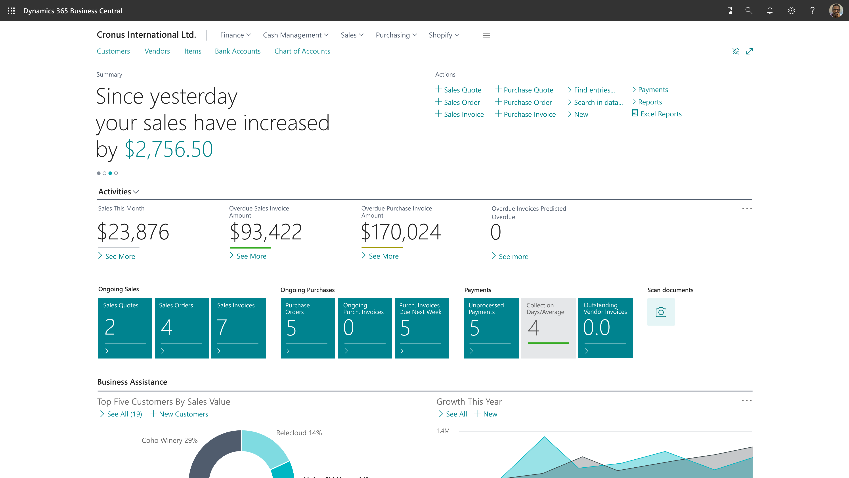 Dynamics 365 Business Central
?
Cronus International Ltd.
Finance Cash Management Sales Purchasing Shopify
Customers Vendors Items Bank Accounts Chart of Accounts
Summary
Since yesterday
your sales have increased
by $2,756.50
Actions
+ Sales Quote + Purchase Quote > Find entries... > Payments
+ Sales Order + Purchase Order > Search in data... > Reports
+ Sales Invoice + Purchase Invoice > New Excel Reports
Activities
Sales This Month
$23,876
> See More
Overdue Sales Invoice
Amount
$93,422
> See More
Overdue Purchase Invoice
Amount
$170,024
> See More
Overdue Invoices Predicted
Overdue
0
> See more
Ongoing Sales
Sales Quotes
2
Sales Orders
4
Sales Invoices
7
Ongoing Purchases
Purchase
Orders
5
Ongoing
Purch. Invoices
0
Purch. Invoices
Due Next Week
5
Payments
Unprocessed
Payments
5
Collection
Days/Average
4
Outstanding
Vendor Invoices
0.0
Scan documents
Business Assistance
Top Five Customers By Sales Value
> See All (19) New Customers
Coho Winery 29%
Relecloud 14%
Growth This Year
> See All New
1.4M